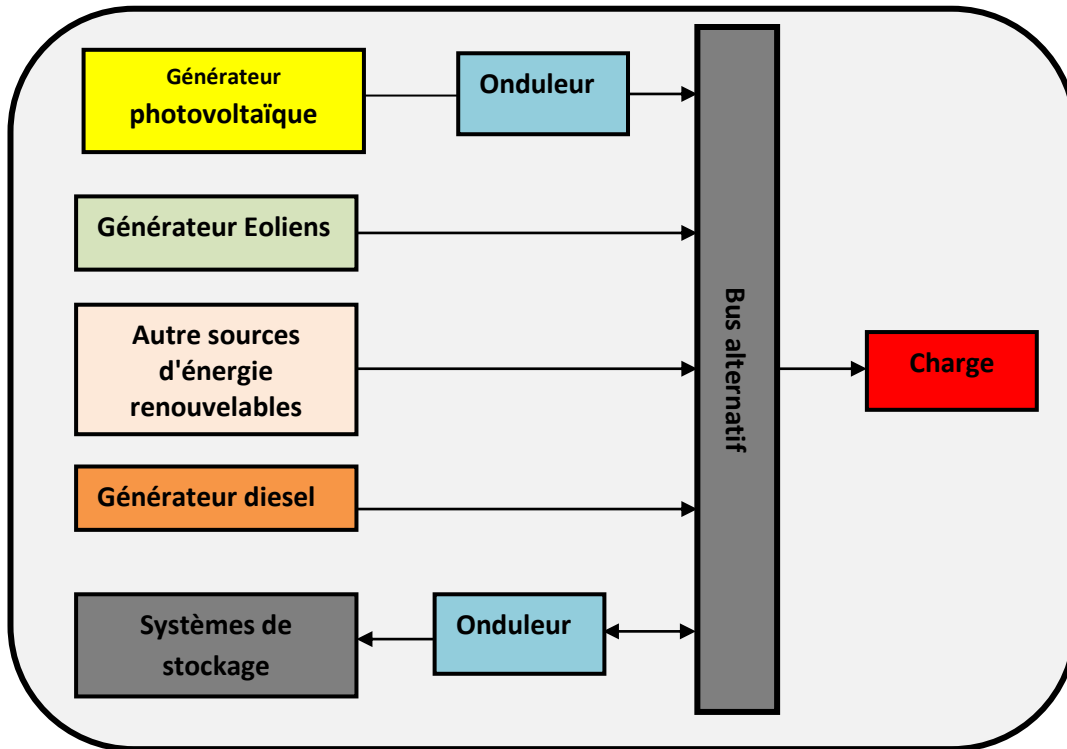 Générateur
photovoltaïque
Onduleur
Générateur Eoliens
Autre sources
d'énergie
renouvelables
Générateur diesel
Systèmes de
stockage
Onduleur
Bus alternatif
Charge